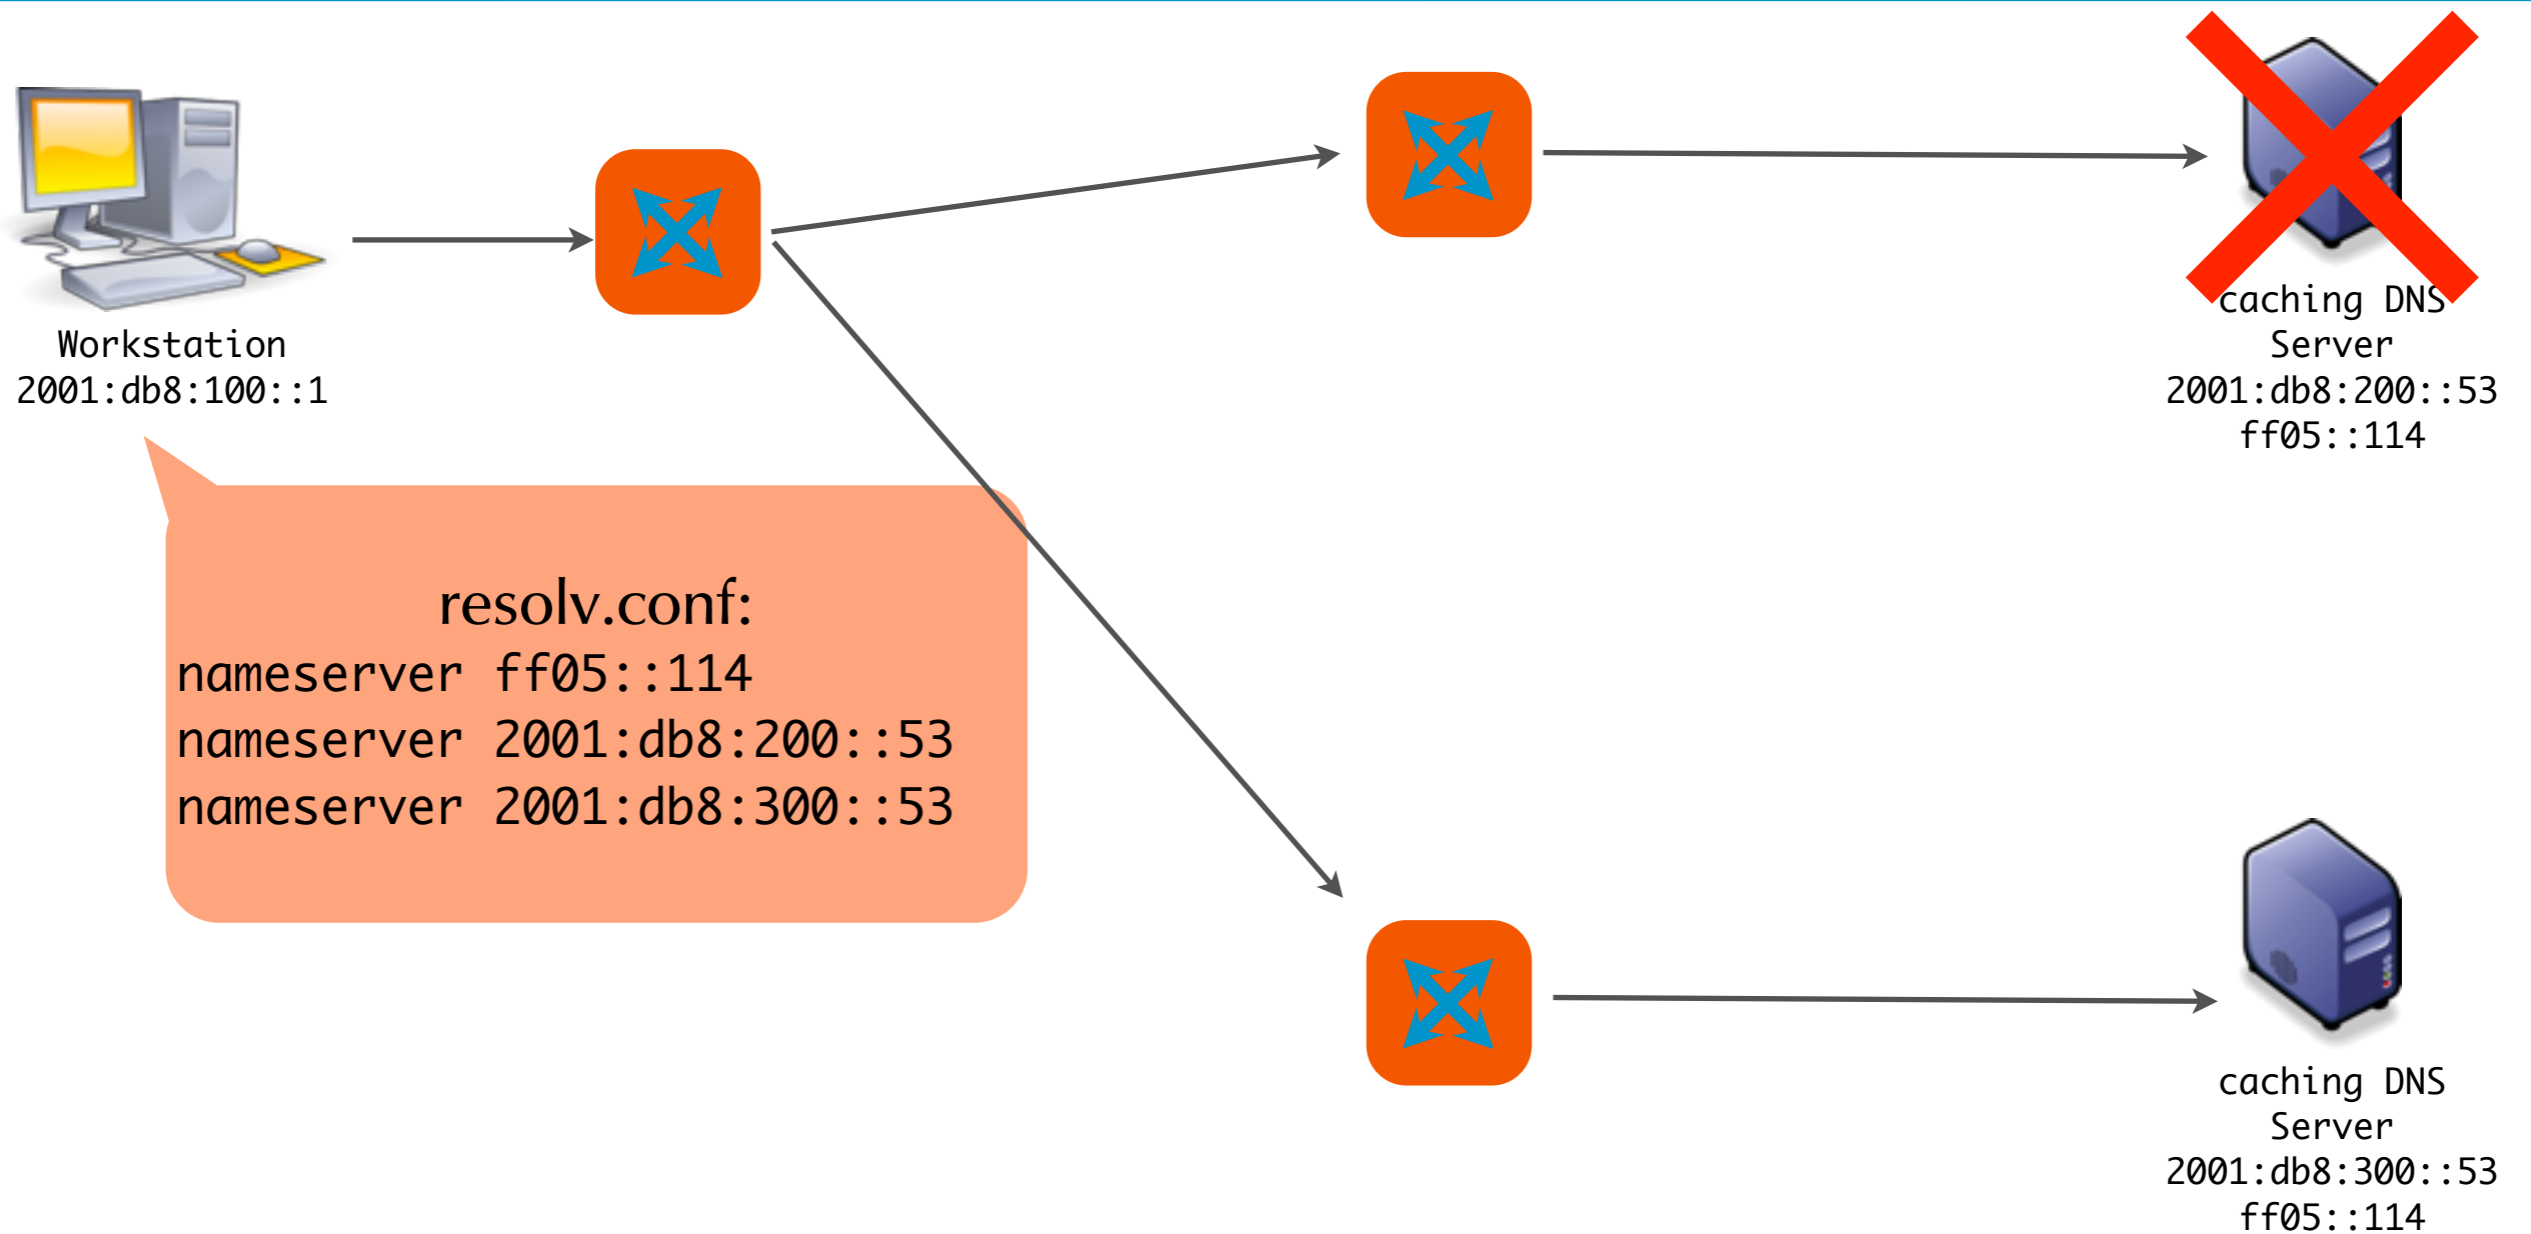 Workstation
2001:db8:100::1
resolv.conf:
nameserver ff05::114
nameserver 2001:db8:200::53
nameserver 2001:db8:300::53
caching DNS
Server
2001:db8:200::53
ff05::114
caching DNS
Server
2001:db8:300::53
ff05::114